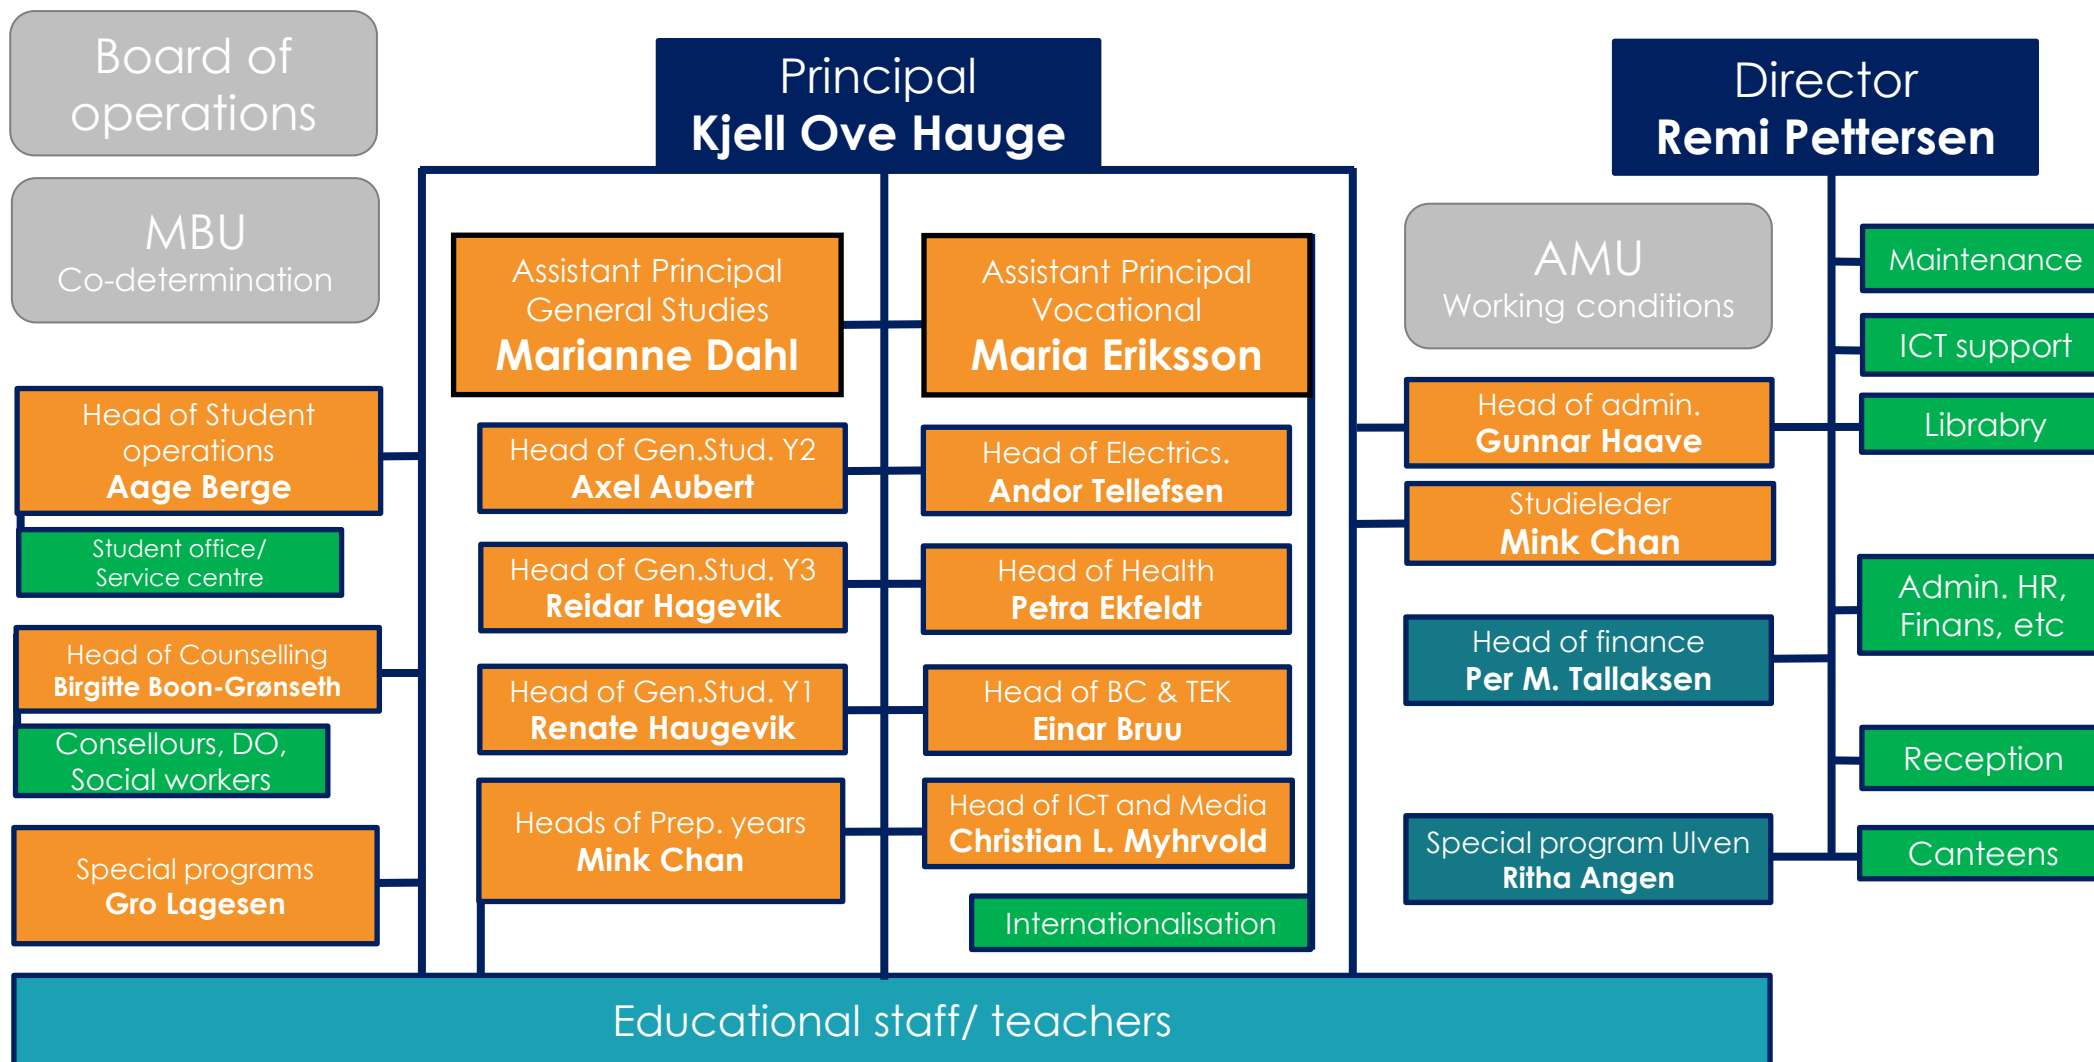 Board of
operations
MBU
Co-determination
Principal
Kjell Ove Hauge
Director
Remi Pettersen
Assistant Principal
General Studies
Marianne Dahl
Assistant Principal
Vocational
Maria Eriksson
AMU
Working conditions
Maintenance
ICT support
Librabry
Head of Student
operations
Aage Berge
Student office/
Service centre
Head of Counselling
Birgitte Boon-Grønseth
Consellours, DO,
Social workers
Special programs
Gro Lagesen
Head of Gen.Stud. Y2
Axel Aubert
Head of Gen.Stud. Y3
Reidar Hagevik
Head of Gen.Stud. Y1
Renate Haugevik
Heads of Prep. years
Mink Chan
Head of Electrics.
Andor Tellefsen
Head of Health
Petra Ekfeldt
Head of BC & TEK
Einar Bruu
Head of ICT and Media
Christian L. Myhrvold
Internationalisation
Head of admin.
Gunnar Haave
Studieleder
Mink Chan
Head of finance
Per M. Tallaksen
Special program Ulven
Ritha Angen
Admin. HR,
Finans, etc
Reception
Canteens
Educational staff/ teachers